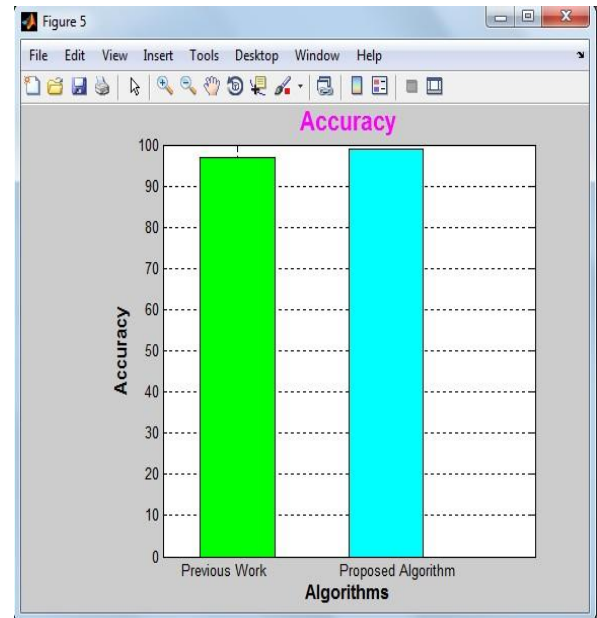 Figure 5
File Edit View Insert Tools Desktop Window Help
Accuracy
100
90
80
70
60
50
40
30
20
10
0
Accuracy
Previous Work Proposed Algorithm
Algorithms